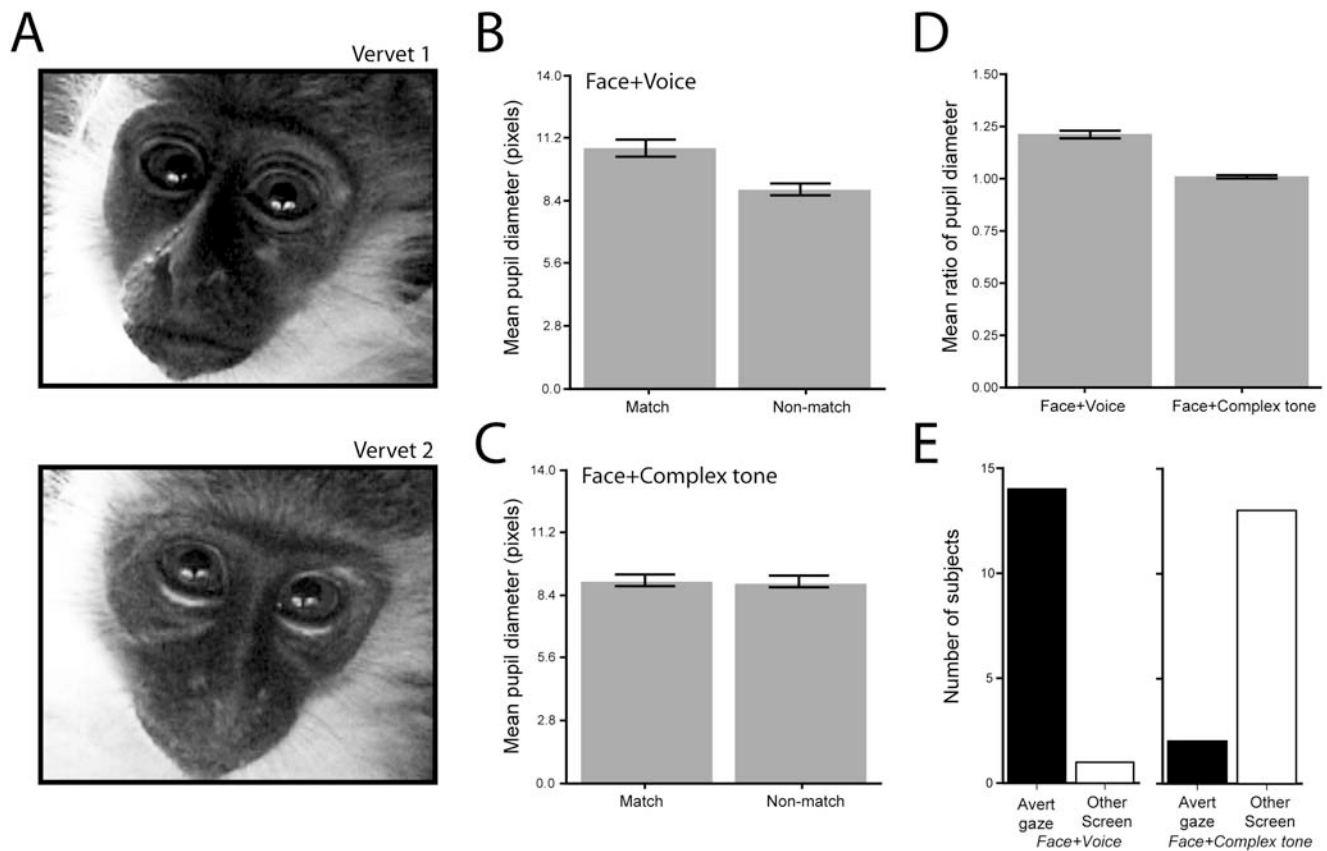 A
Vervet 1
Vervet 2
B
Face+Voice
Mean pupil diameter (pixels)
14.0
11.2
8.4
5.6
2.8
0.0
Match
Non-match
C
Face+Complex tone
Mean pupil diameter (pixels)
14.0
11.2
8.4
5.6
2.8
0.0
Match
Non-match
D
Mean ratio of pupil diameter
1.50
1.25
1.00
0.75
0.50
0.25
0.00
Face+Voice
Face+Complex tone
E
Number of subjects
15
10
5
0
Avert
gaze
Other
Screen
Face+Voice
Avert
gaze
Other
Screen
Face+Complex tone